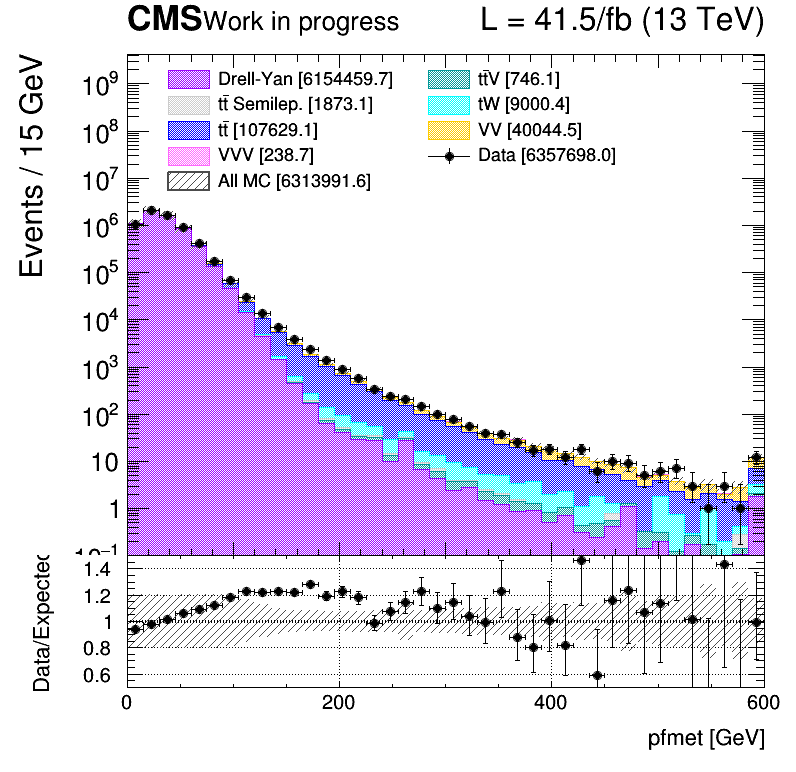 CMS Work in progress L = 41.5/fb (13 TeV)
Events / 15 GeV
Drell-Yan [6154459.7] tt̄V [746.1]
tt̄ Semilep. [1873.1] tW [9000.4]
tt̄ [107629.1] VV [40044.5]
VVV [238.7] Data [6357698.0]
All MC [6313991.6]
10⁹
10⁸
10⁷
10⁶
10⁵
10⁴
10³
10²
10
1
10⁻¹
Data/Expected
1.4
1.2
1
0.8
0.6
0 200 400 600
pfmet [GeV]